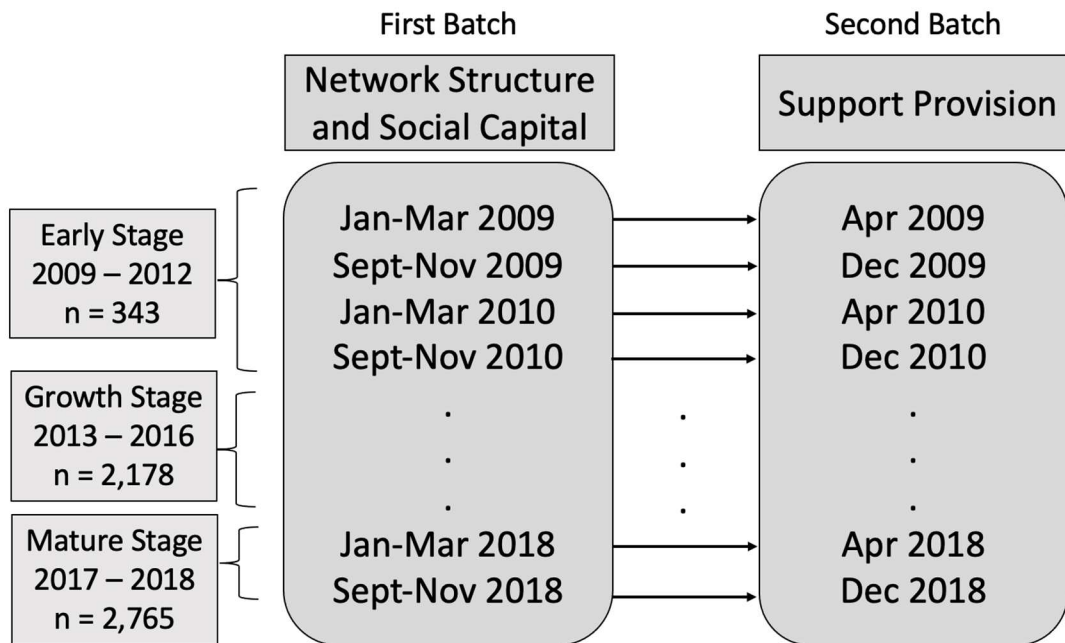 First Batch
Second Batch
Network Structure
and Social Capital
Support Provision
Early Stage
2009 – 2012
n = 343
Growth Stage
2013 – 2016
n = 2,178
Mature Stage
2017 – 2018
n = 2,765
Jan-Mar 2009
Apr 2009
Sept-Nov 2009
Dec 2009
Jan-Mar 2010
Apr 2010
Sept-Nov 2010
Dec 2010
. . .
. . .
. . .
Jan-Mar 2018
Apr 2018
Sept-Nov 2018
Dec 2018